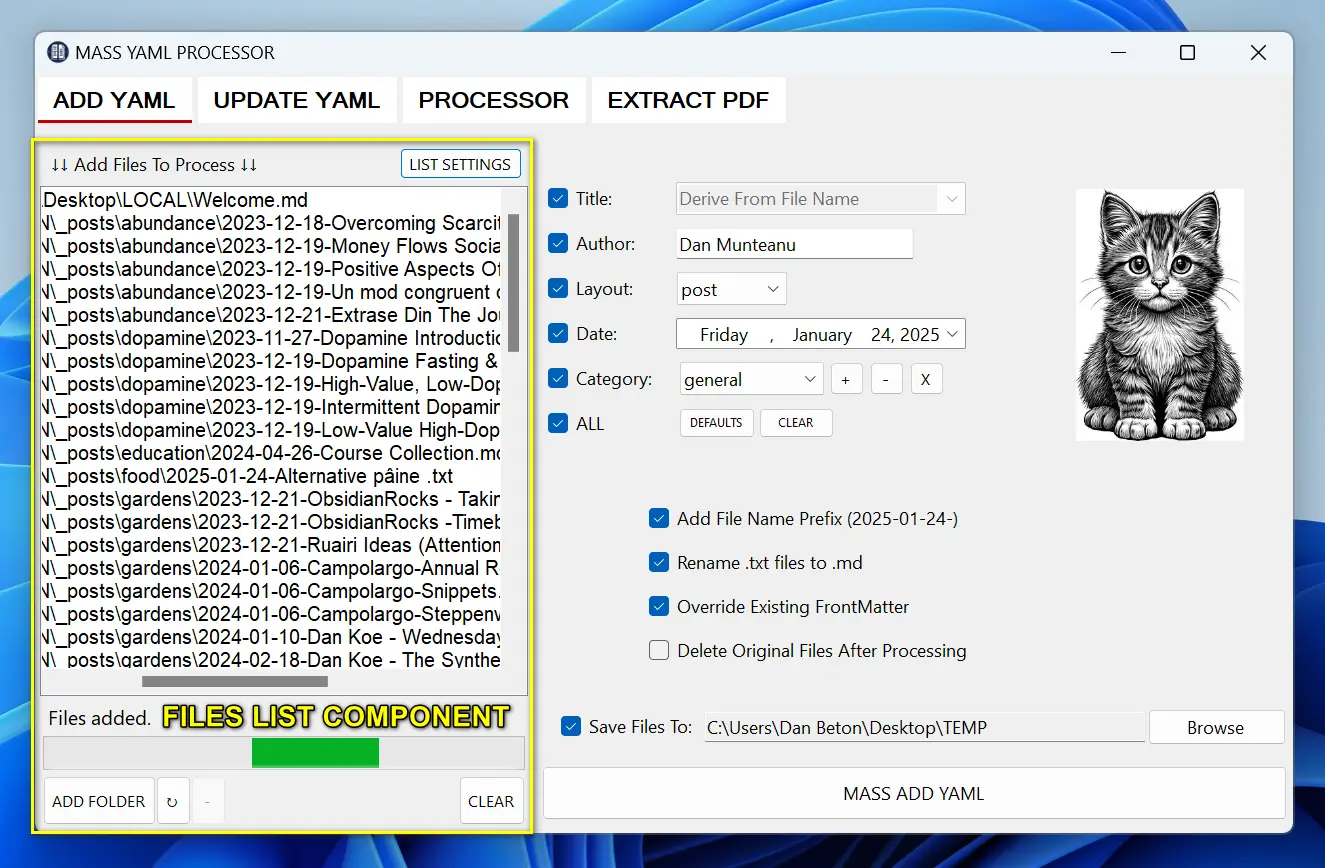 MASS YAML PROCESSOR
ADD YAML
UPDATE YAML
PROCESSOR
EXTRACT PDF
↓↓ Add Files To Process ↓↓
LIST SETTINGS
Desktop\LOCAL\Welcome.md
\_posts\abundance\2023-12-18-Overcoming Scarcit
\_posts\abundance\2023-12-19-Money Flows Socia
\_posts\abundance\2023-12-19-Positive Aspects Of
\_posts\abundance\2023-12-19-Un mod congruent
\_posts\abundance\2023-12-21-Extrase Din The Jou
\_posts\dopamine\2023-11-27-Dopamine Introductio
\_posts\dopamine\2023-12-19-Dopamine Fasting &
\_posts\dopamine\2023-12-19-High-Value, Low-Dop
\_posts\dopamine\2023-12-19-Intermittent Dopamin
\_posts\dopamine\2023-12-19-Low-Value High-Dop
\_posts\education\2024-04-26-Course Collection.md
\_posts\food\2025-01-24-Alternative pâine .txt
\_posts\gardens\2023-12-21-ObsidianRocks - Takin
\_posts\gardens\2023-12-21-ObsidianRocks -Timeb
\_posts\gardens\2023-12-21-Ruairi Ideas (Attention
\_posts\gardens\2024-01-06-Campolargo-Annual R
\_posts\gardens\2024-01-06-Campolargo-Snippets.
\_posts\gardens\2024-01-06-Campolargo-Steppenw
\_posts\gardens\2024-01-10-Dan Koe - Wednesday
\_posts\gardens\2024-02-18-Dan Koe - The Synthe
Files added.
FILES LIST COMPONENT
ADD FOLDER
↻
-
CLEAR
Title:
Derive From File Name
Author:
Dan Munteanu
Layout:
post
Date:
Friday , January 24, 2025
Category:
general
+
-
X
ALL
DEFAULTS
CLEAR
Add File Name Prefix (2025-01-24-)
Rename .txt files to .md
Override Existing FrontMatter
Delete Original Files After Processing
Save Files To:
C:\Users\Dan Beton\Desktop\TEMP
Browse
MASS ADD YAML